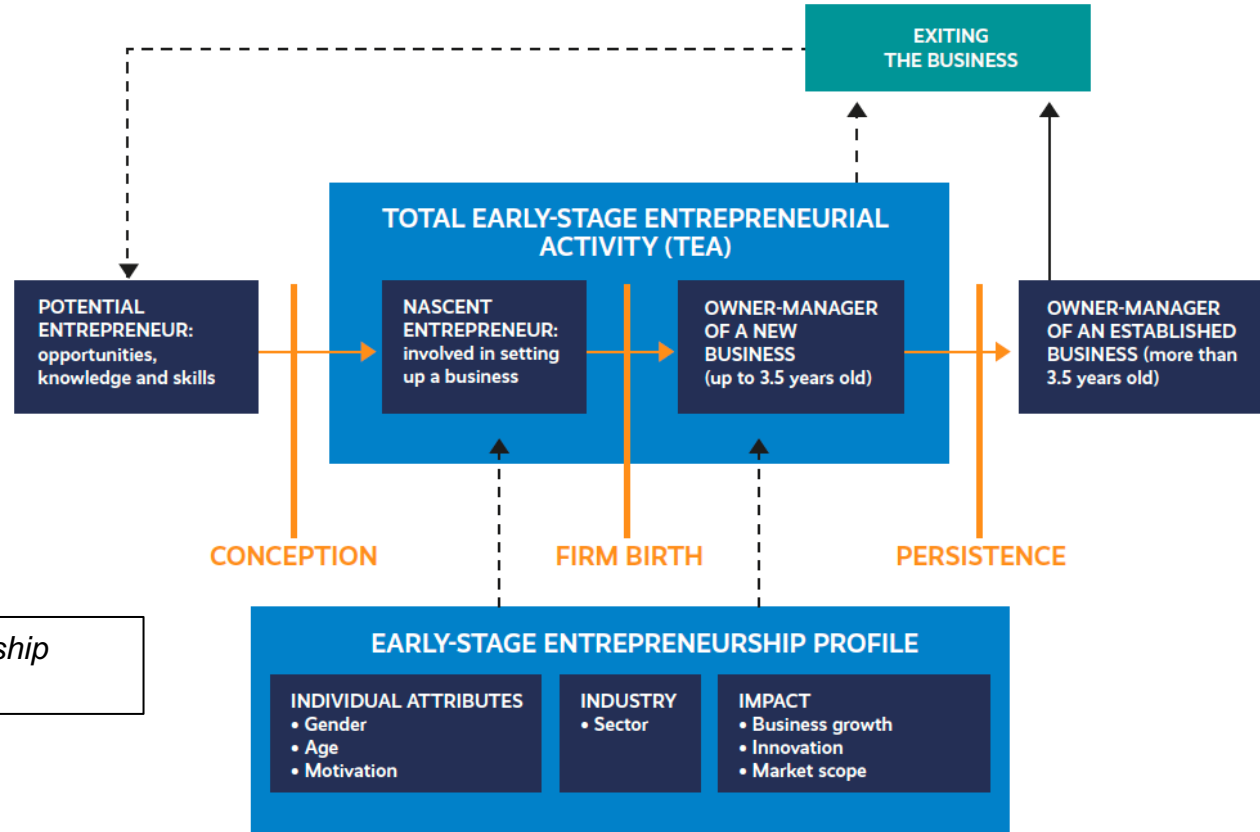 EXITING
THE BUSINESS
TOTAL EARLY-STAGE ENTREPRENEURIAL
ACTIVITY (TEA)
POTENTIAL
ENTREPRENEUR:
opportunities,
knowledge and skills
NASCENT
ENTREPRENEUR:
involved in setting
up a business
OWNER-MANAGER
OF A NEW
BUSINESS
(up to 3.5 years old)
OWNER-MANAGER
OF AN ESTABLISHED
BUSINESS (more than
3.5 years old)
CONCEPTION
FIRM BIRTH
PERSISTENCE
ship
EARLY-STAGE ENTREPRENEURSHIP PROFILE
INDIVIDUAL ATTRIBUTES
• Gender
• Age
• Motivation
INDUSTRY
• Sector
IMPACT
• Business growth
• Innovation
• Market scope